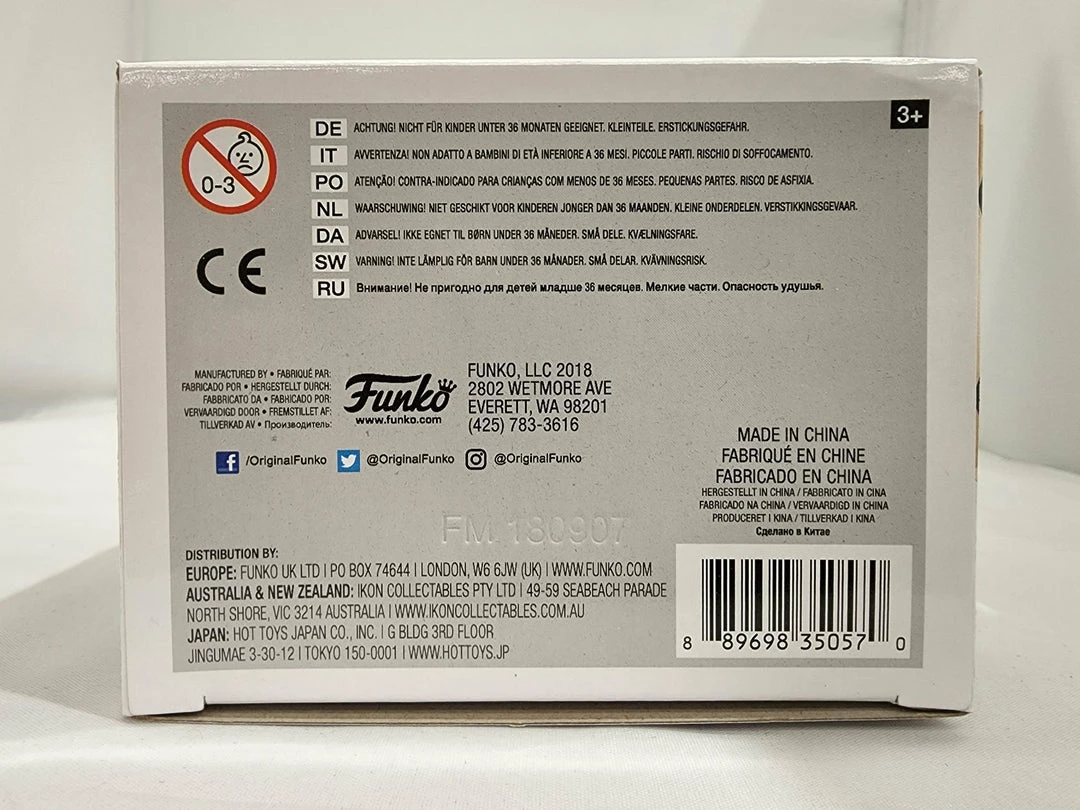 3+
0-3
DE ACHTUNG! NICHT FÜR KINDER UNTER 36 MONATEN GEEIGNET. KLEINTEILE. ERSTICKUNGSGEFAHR.
IT AVVERTENZA! NON ADATTO A BAMBINI DI ETÀ INFERIORE A 36 MESI. PICCOLE PARTI. RISCHIO DI SOFFOCAMENTO.
PO ATENÇÃO! CONTRA-INDICADO PARA CRIANÇAS COM MENOS DE 36 MESES. PEQUENAS PARTES. RISCO DE ASFIXIA.
NL WAARSCHUWING! NIET GESCHIKT VOOR KINDEREN JONGER DAN 36 MAANDEN. KLEINE ONDERDELEN. VERSTIKKINGSGEVAAR.
DA ADVARSEL! IKKE EGNET TIL BØRN UNDER 36 MÅNEDER. SMÅ DELE. KVÆLNINGSFARE.
SW VARNING! INTE LÄMPLIG FÖR BARN UNDER 36 MÅNADER. SMÅ DELAR. KVÄVNINGSRISK.
RU Внимание! Не пригодно для детей младше 36 месяцев. Мелкие части. Опасность удушья.
CE
MANUFACTURED BY • FABRIQUÉ PAR:
FABRICADO POR • HERGESTELLT DURCH:
FABBRICATO DA • FABHICADO POR:
VERVAARDIGD DOOR • FREMSTILLET AF:
TILLVERKAD AV • Производитель:
Funko
www.funko.com
FUNKO, LLC 2018
2802 WETMORE AVE
EVERETT, WA 98201
(425) 783-3616
/OriginalFunko @OriginalFunko @OriginalFunko
MADE IN CHINA
FABRIQUÉ EN CHINE
FABRICADO EN CHINA
HERGESTELLT IN CHINA / FABBRICATO IN CINA
FABRICADO NA CHINA / VERVAARDIGD IN CHINA
PRODUCERET I KINA / TILLVERKAD I KINA
Сделано в Китае
FM 180907
DISTRIBUTION BY:
EUROPE: FUNKO UK LTD | PO BOX 74644 | LONDON, W6 6JW (UK) | WWW.FUNKO.COM
AUSTRALIA & NEW ZEALAND: IKON COLLECTABLES PTY LTD | 49-59 SEABEACH PARADE
NORTH SHORE, VIC 3214 AUSTRALIA | WWW.IKONCOLLECTABLES.COM.AU
JAPAN: HOT TOYS JAPAN CO., INC. | G BLDG 3RD FLOOR
JINGUMAE 3-30-12 | TOKYO 150-0001 | WWW.HOTTOYS.JP
8 89698 35057 0